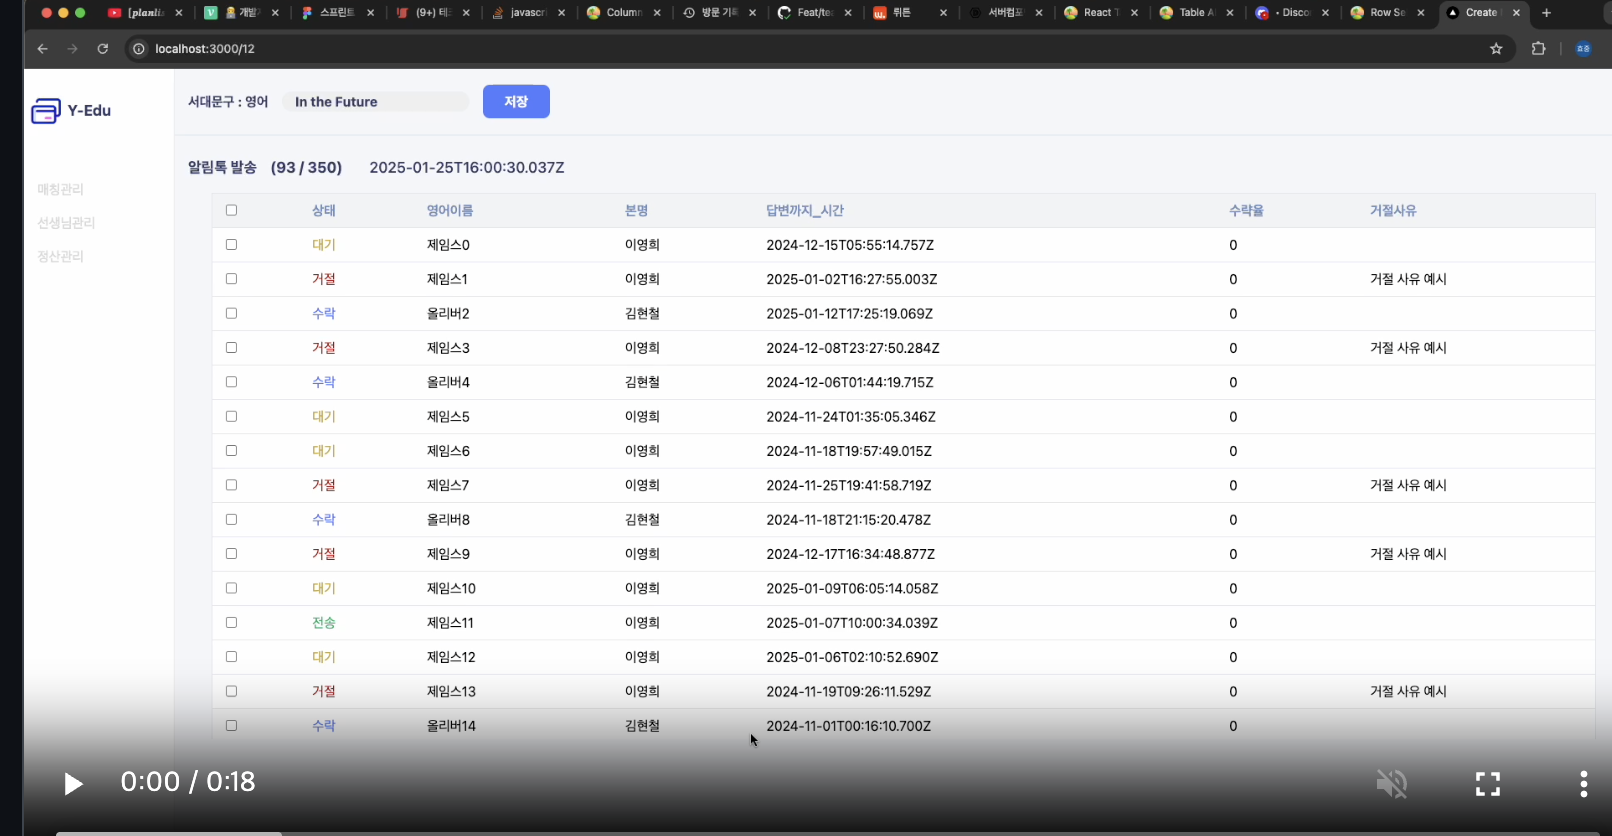 [planli
개발
스프린트
(9+) 테크
javascri
Column
방문 기록
Feat/tea
뤼튼
서버컴포
React T
Table A
• Disco
Row Se
Create
localhost:3000/12
효중
Y-Edu
서대문구 : 영어 In the Future 저장
매칭관리
선생님관리
정산관리
알림톡 발송 (93 / 350) 2025-01-25T16:00:30.037Z
상태 영어이름 본명 답변까지_시간 수락율 거절사유
대기 제임스0 이영희 2024-12-15T05:55:14.757Z 0
거절 제임스1 이영희 2025-01-02T16:27:55.003Z 0 거절 사유 예시
수락 올리버2 김현철 2025-01-12T17:25:19.069Z 0
거절 제임스3 이영희 2024-12-08T23:27:50.284Z 0 거절 사유 예시
수락 올리버4 김현철 2024-12-06T01:44:19.715Z 0
대기 제임스5 이영희 2024-11-24T01:35:05.346Z 0
대기 제임스6 이영희 2024-11-18T19:57:49.015Z 0
거절 제임스7 이영희 2024-11-25T19:41:58.719Z 0 거절 사유 예시
수락 올리버8 김현철 2024-11-18T21:15:20.478Z 0
거절 제임스9 이영희 2024-12-17T16:34:48.877Z 0 거절 사유 예시
대기 제임스10 이영희 2025-01-09T06:05:14.058Z 0
전송 제임스11 이영희 2025-01-07T10:00:34.039Z 0
대기 제임스12 이영희 2025-01-06T02:10:52.690Z 0
거절 제임스13 이영희 2024-11-19T09:26:11.529Z 0 거절 사유 예시
수락 올리버14 김현철 2024-11-01T00:16:10.700Z 0
0:00 / 0:18